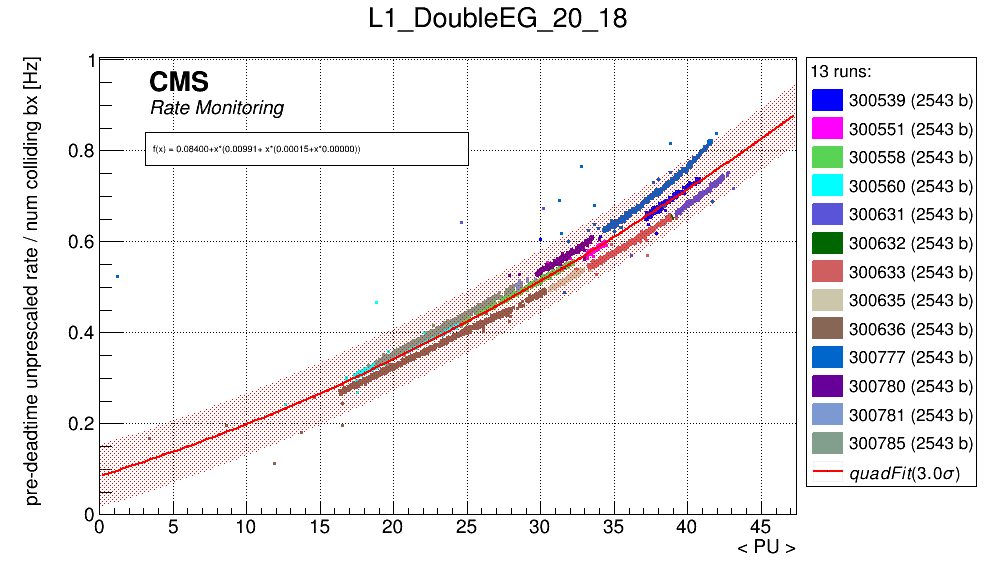 L1_DoubleEG_20_18
pre-deadtime unprescaled rate / num colliding bx [Hz]
CMS
Rate Monitoring
f(x) = 0.08400+x*(0.00991+ x*(0.00015+x*0.00000))
1
0.8
0.6
0.4
0.2
0
0 5 10 15 20 25 30 35 40 45
< PU >
13 runs:
300539 (2543 b)
300551 (2543 b)
300558 (2543 b)
300560 (2543 b)
300631 (2543 b)
300632 (2543 b)
300633 (2543 b)
300635 (2543 b)
300636 (2543 b)
300777 (2543 b)
300780 (2543 b)
300781 (2543 b)
300785 (2543 b)
quadFit(3.0σ)